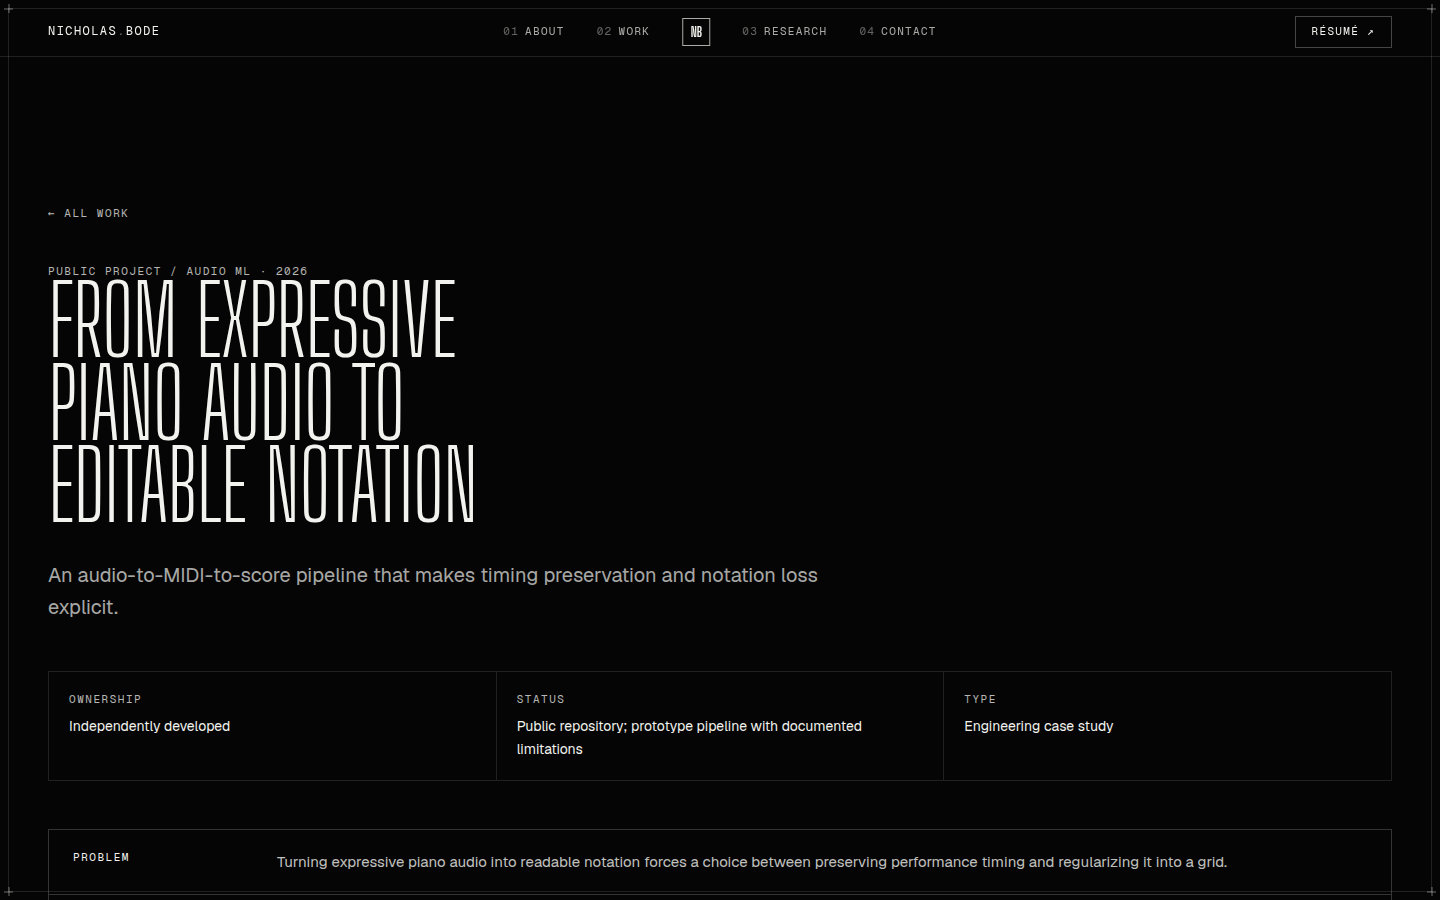 NICHOLAS.BODE
01 ABOUT
02 WORK
NB
03 RESEARCH
04 CONTACT
RÉSUMÉ ↗
← ALL WORK
PUBLIC PROJECT / AUDIO ML · 2026
FROM EXPRESSIVE
PIANO AUDIO TO
EDITABLE NOTATION
An audio-to-MIDI-to-score pipeline that makes timing preservation and notation loss
explicit.
OWNERSHIP
Independently developed
STATUS
Public repository; prototype pipeline with documented
limitations
TYPE
Engineering case study
PROBLEM
Turning expressive piano audio into readable notation forces a choice between preserving performance timing and regularizing it into a grid.